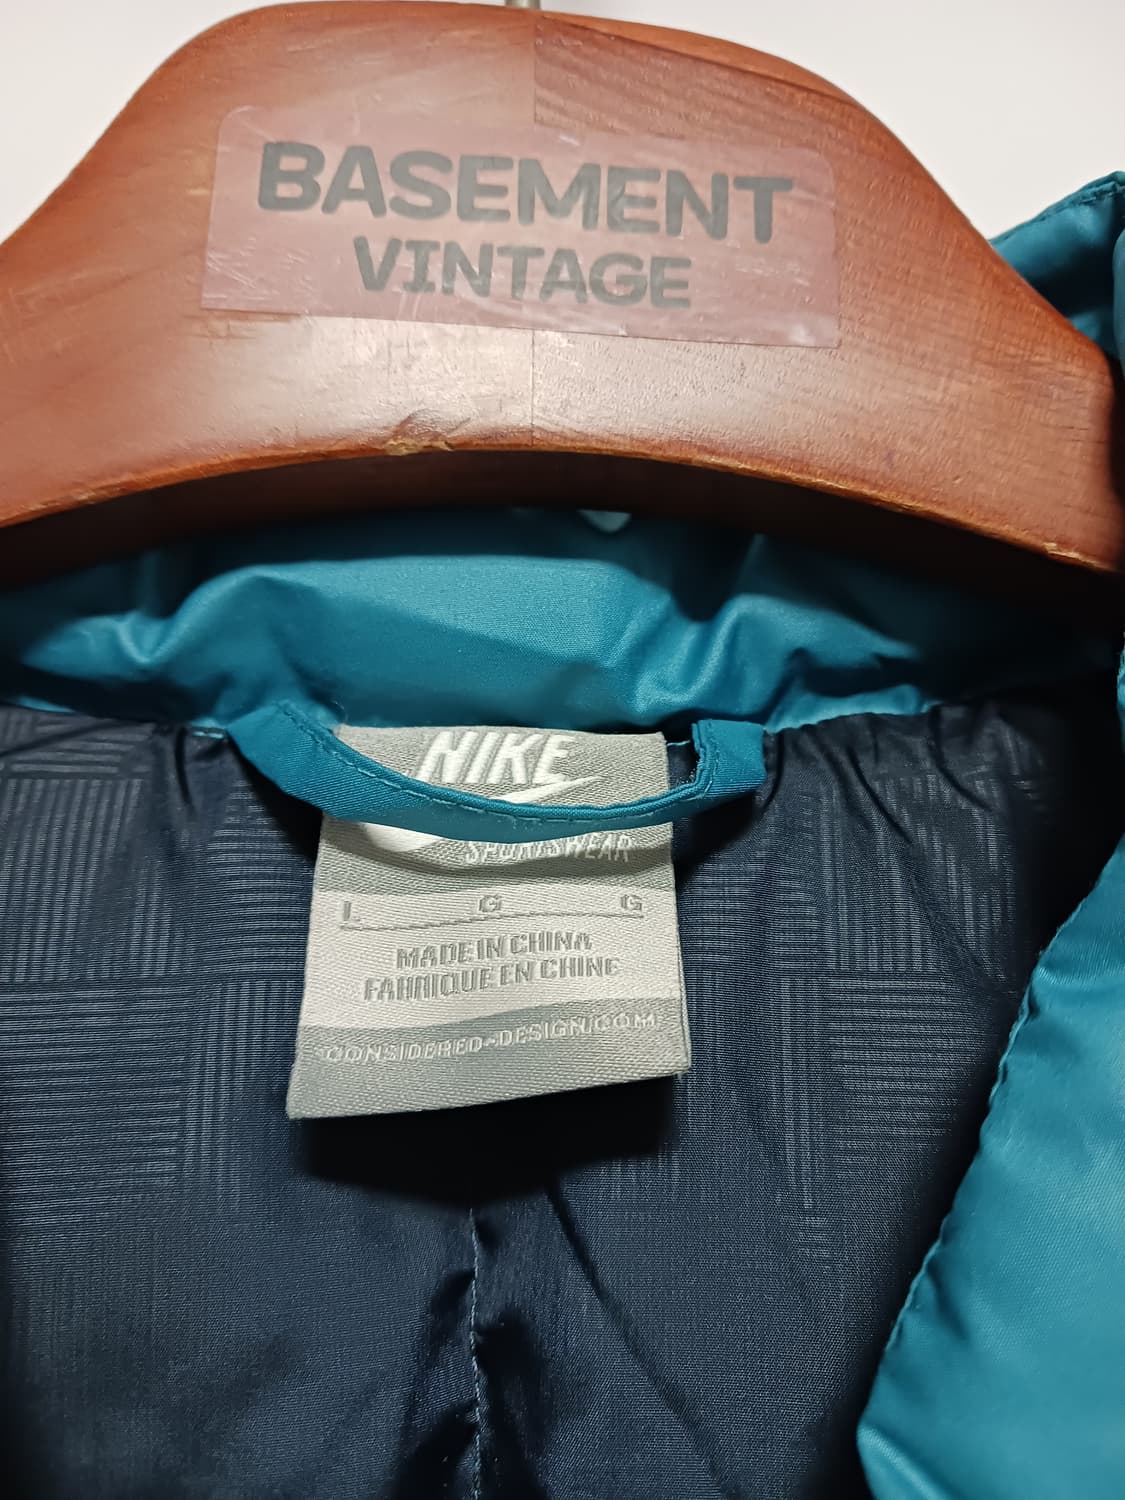 BASEMENT
VINTAGE
NIKE
SPORTSWEAR
L G G
MADE IN CHINA
FABRIQUE EN CHINE
CONSIDERED-DESIGN.COM